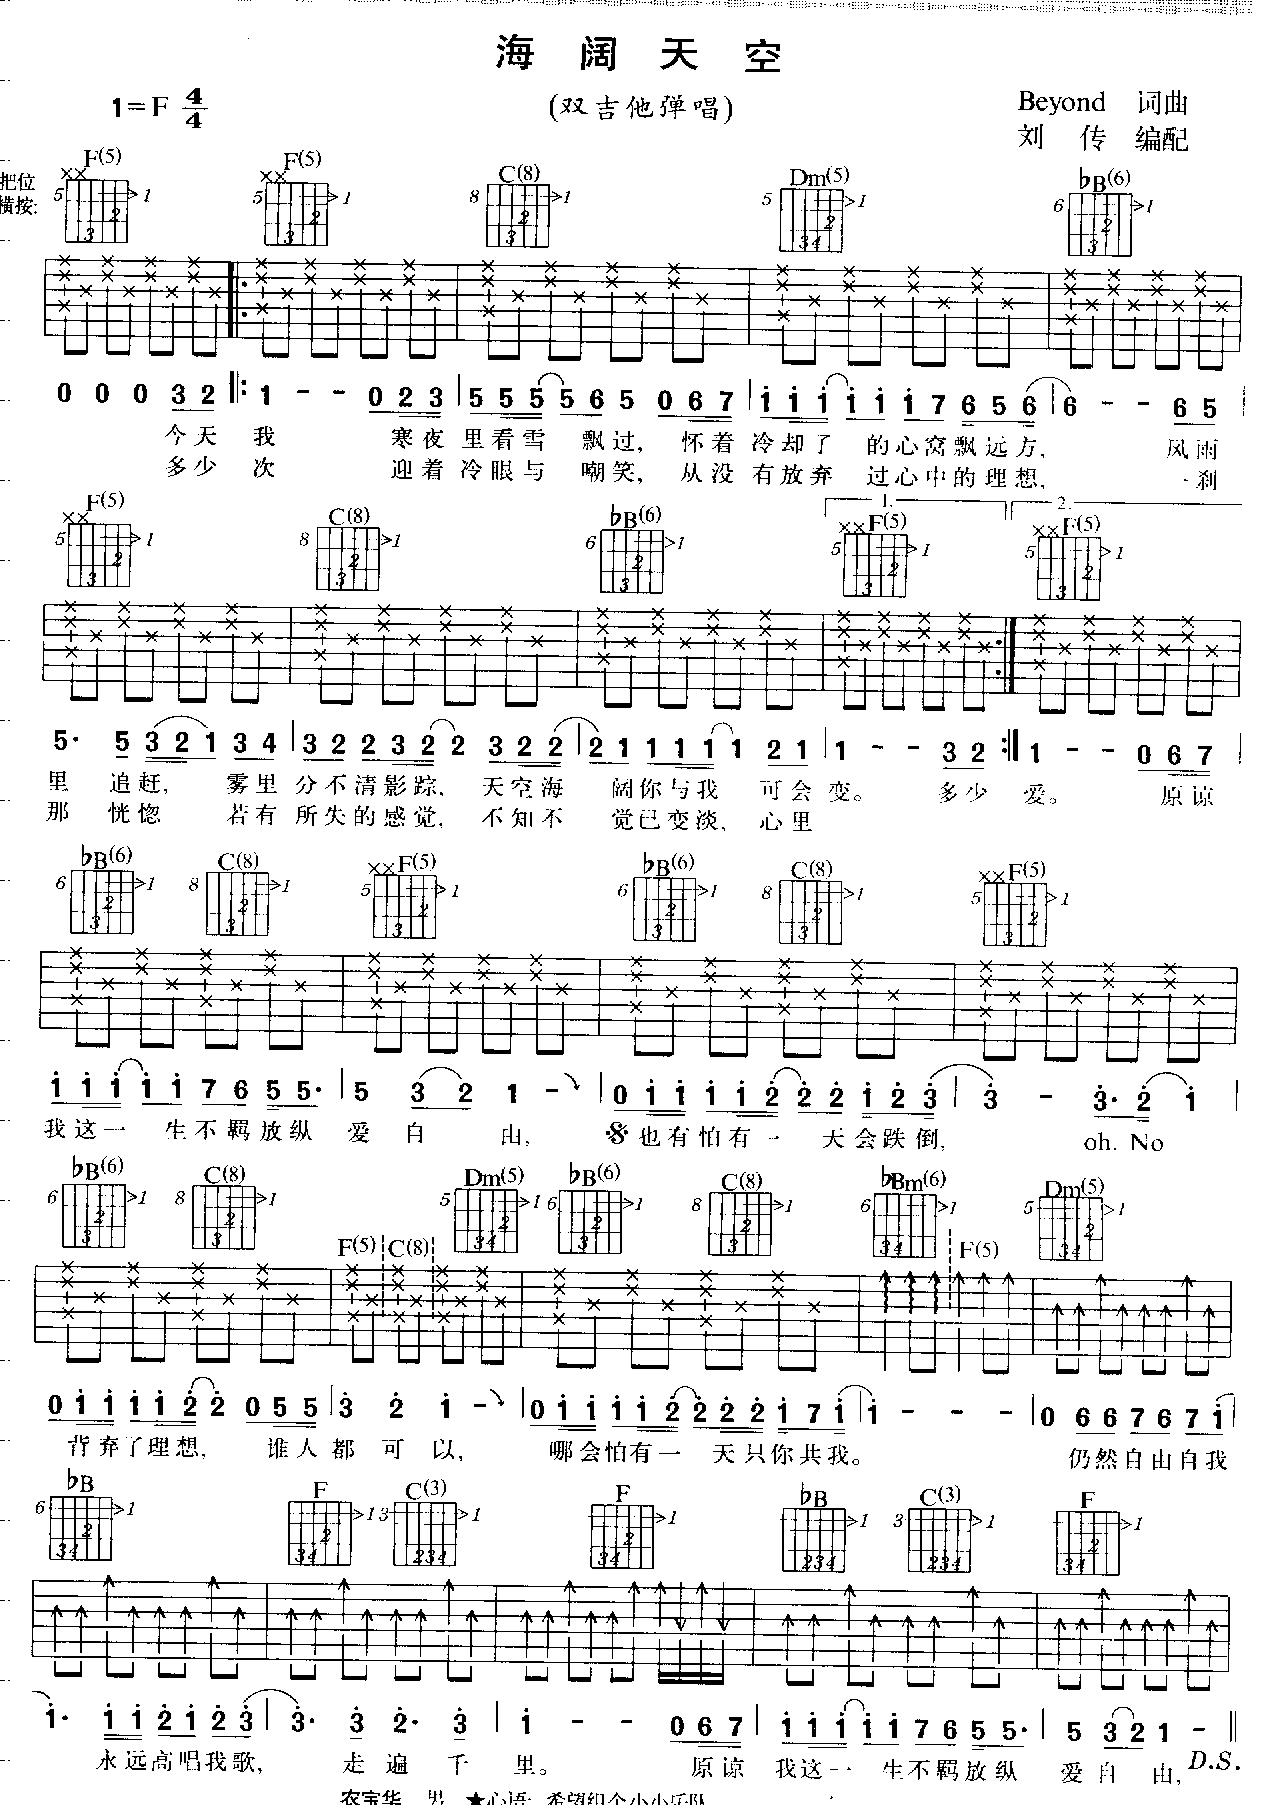 海阔天空
1=F 4/4
(双吉他弹唱)
Beyond 词曲
刘 传 编配
把位
横按:
F(5) F(5) C(8) Dm(5) ♭B(6)
0 0 0 3 2 ‖: 1 - - 0 2 3 | 5 5 5 5 5 6 5 0 6 7 | i i i i i i 7 6 5 6 | 6 - - 6 5 |
今天 我 寒夜 里看雪 飘过, 怀着 冷却了 的心窝飘远方, 风雨
多少 次 迎着 冷眼与 嘲笑, 从没 有放弃 过心中的理想, 一刹
F(5) C(8) ♭B(6) 1. F(5) 2. F(5)
5· 5 3 2 1 3 4 | 3 2 2 2 3 2 2 3 2 2 | 2 1 1 1 1 1 2 1 | 1 - - 3 2 :‖ 1 - - 0 6 7 |
里 追赶, 雾里 分不清影踪, 天空海 阔你与我 可会 变。 多少 爱。 原谅
那 恍惚 若有 所失的感觉, 不知不 觉已变淡, 心里
♭B(6) C(8) F(5) ♭B(6) C(8) F(5)
i i i i i 7 6 5 5· | 5 3 2 1 - | 0 i i i i 2 2 2 i 2 3 | 3 - 3· 2 i |
我这一 生不羁放纵 爱自 由, 𝄋也有怕有一 天会跌倒, oh. No
♭B(6) C(8) F(5) C(8) Dm(5) ♭B(6) C(8) ♭Bm(6) F(5) Dm(5)
0 i i i i 2 2 0 5 5 | 3 2 i - | 0 i i i i 2 2 2 2 i 7 i | i - - - | 0 6 6 7 6 7 i |
背弃了理想, 谁人 都 可 以, 哪会怕有一 天只你共我。 仍然自由自我
♭B F C(3) F ♭B C(3) F
i· i i 2 i 2 3 | 3· 3 2· 3 | i - - 0 6 7 | i i i i i 7 6 5 5· | 5 3 2 1 - ‖
永远高唱我歌, 走 遍 千 里。 原谅 我这一 生不羁放纵 爱自 由, D.S.
农宝华 男 ★心语: 希望组个小小乐队